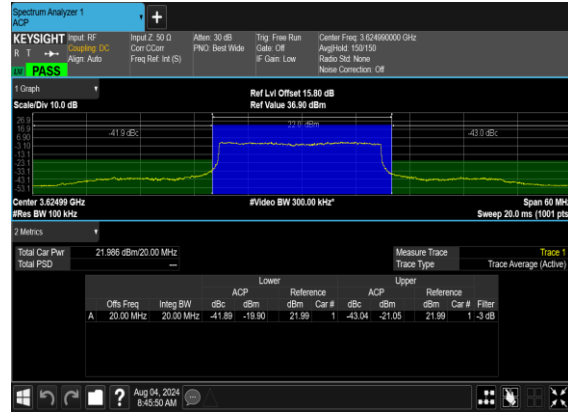 Spectrum Analyzer 1
ACP
KEYSIGHT
R T
PASS
Input: RF
Coupling: DC
Align: Auto
Input Z: 50 Ω
Corr CCorr
Freq Ref: Int (S)
Atten: 30 dB
PNO: Best Wide
Trig: Free Run
Gate: Off
IF Gain: Low
Center Freq: 3.624990000 GHz
Avg|Hold: 150/150
Radio Std: None
Noise Correction: Off
1 Graph
Scale/Div 10.0 dB
Ref Lvl Offset 15.80 dB
Ref Value 36.90 dBm
26.9
16.9
6.90
-3.10
-13.1
-23.1
-33.1
-43.1
-53.1
-41.9 dBc
22.0 dBm
-43.0 dBc
Center 3.62499 GHz
#Video BW 300.00 kHz*
Span 60 MHz
#Res BW 100 kHz
Sweep 20.0 ms (1001 pts
2 Metrics
Total Car Pwr 21.986 dBm/20.00 MHz
Total PSD ---
Measure Trace Trace 1
Trace Type Trace Average (Active)
Lower Upper
ACP Reference ACP Reference
Offs Freq Integ BW dBc dBm dBm Car # dBc dBm dBm Car # Filter
A 20.00 MHz 20.00 MHz -41.89 -19.90 21.99 1 -43.04 -21.05 21.99 1 -3 dB
?
Aug 04, 2024
8:45:50 AM